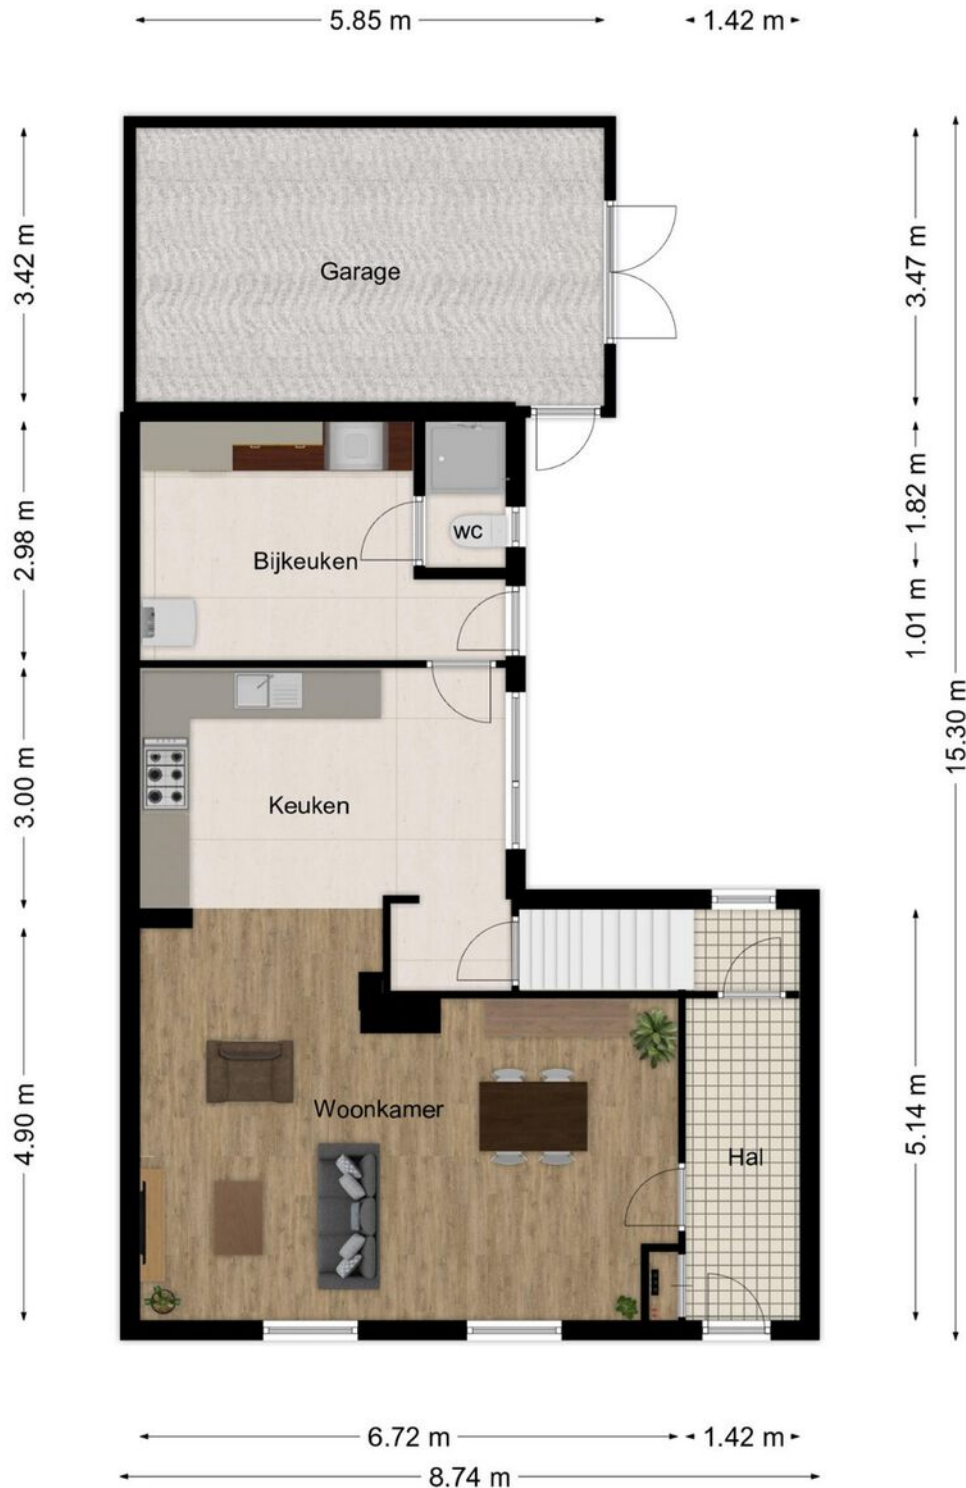 5.85 m
1.42 m
3.42 m
3.47 m
Garage
2.98 m
1.82 m
wc
Bijkeuken
1.01 m
15.30 m
3.00 m
Keuken
4.90 m
5.14 m
Woonkamer
Hal
6.72 m
1.42 m
8.74 m